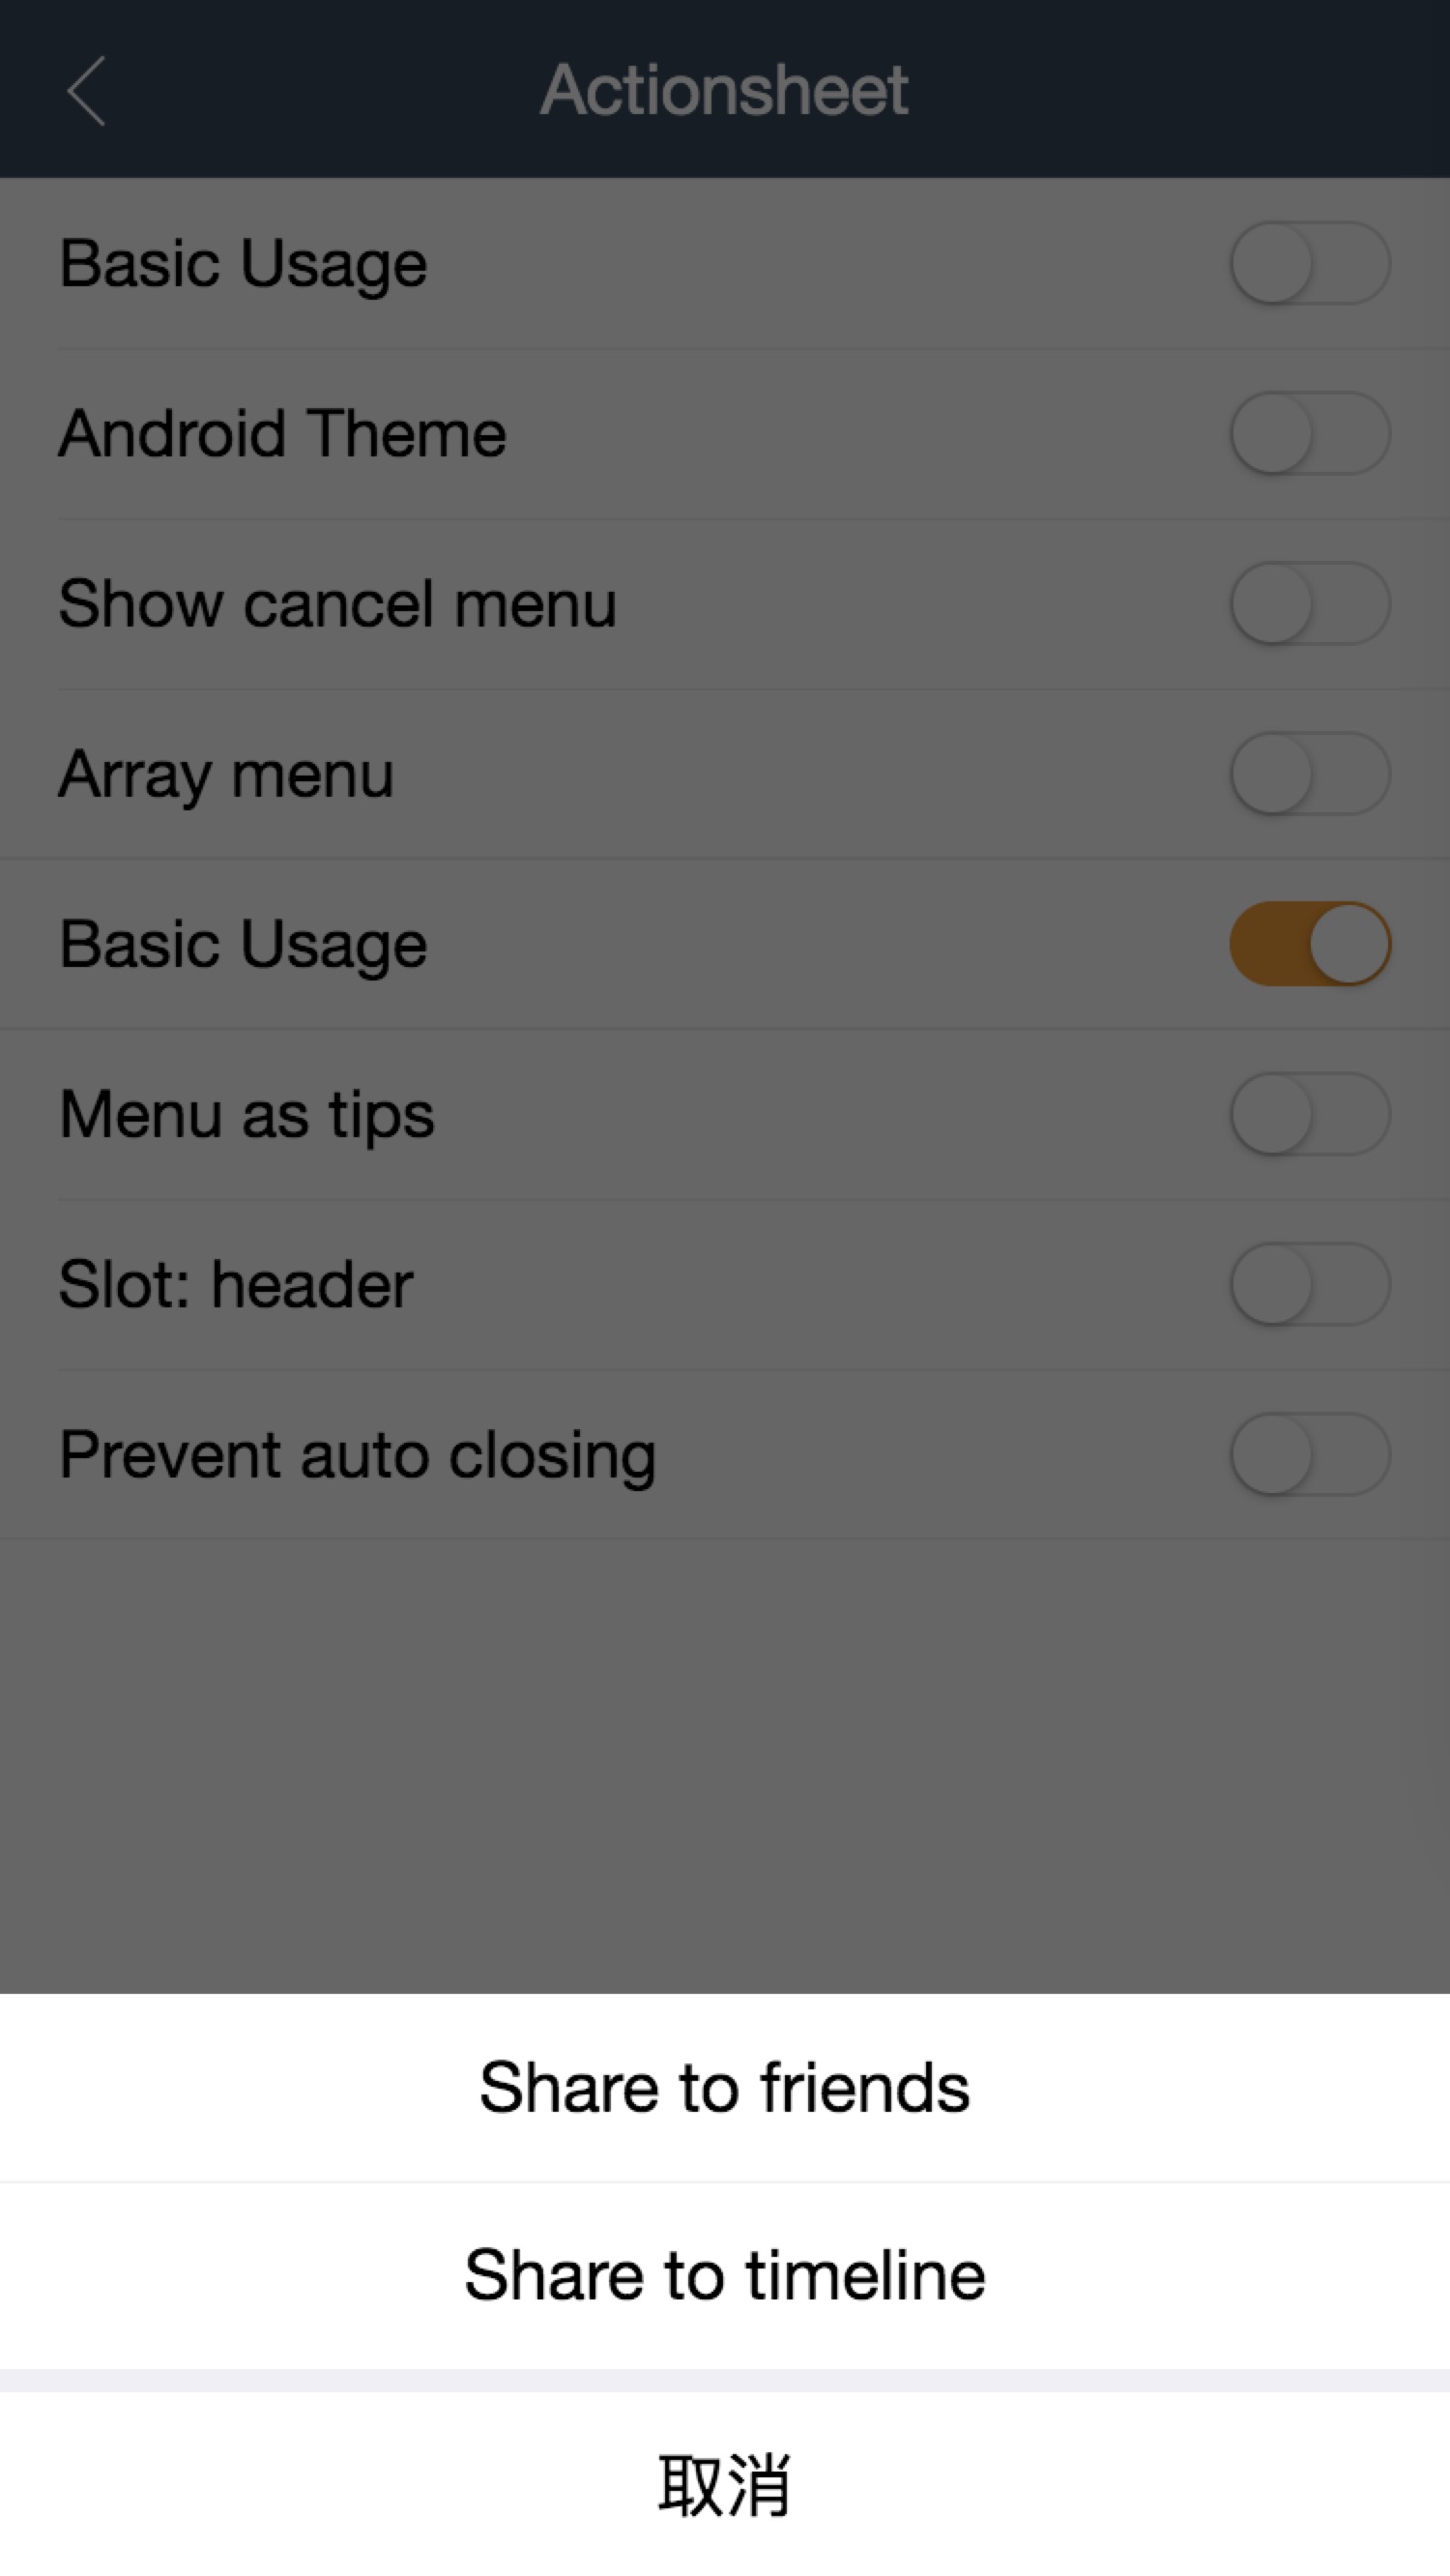 Actionsheet
Basic Usage
Android Theme
Show cancel menu
Array menu
Basic Usage
Menu as tips
Slot: header
Prevent auto closing
Share to friends
Share to timeline
取消